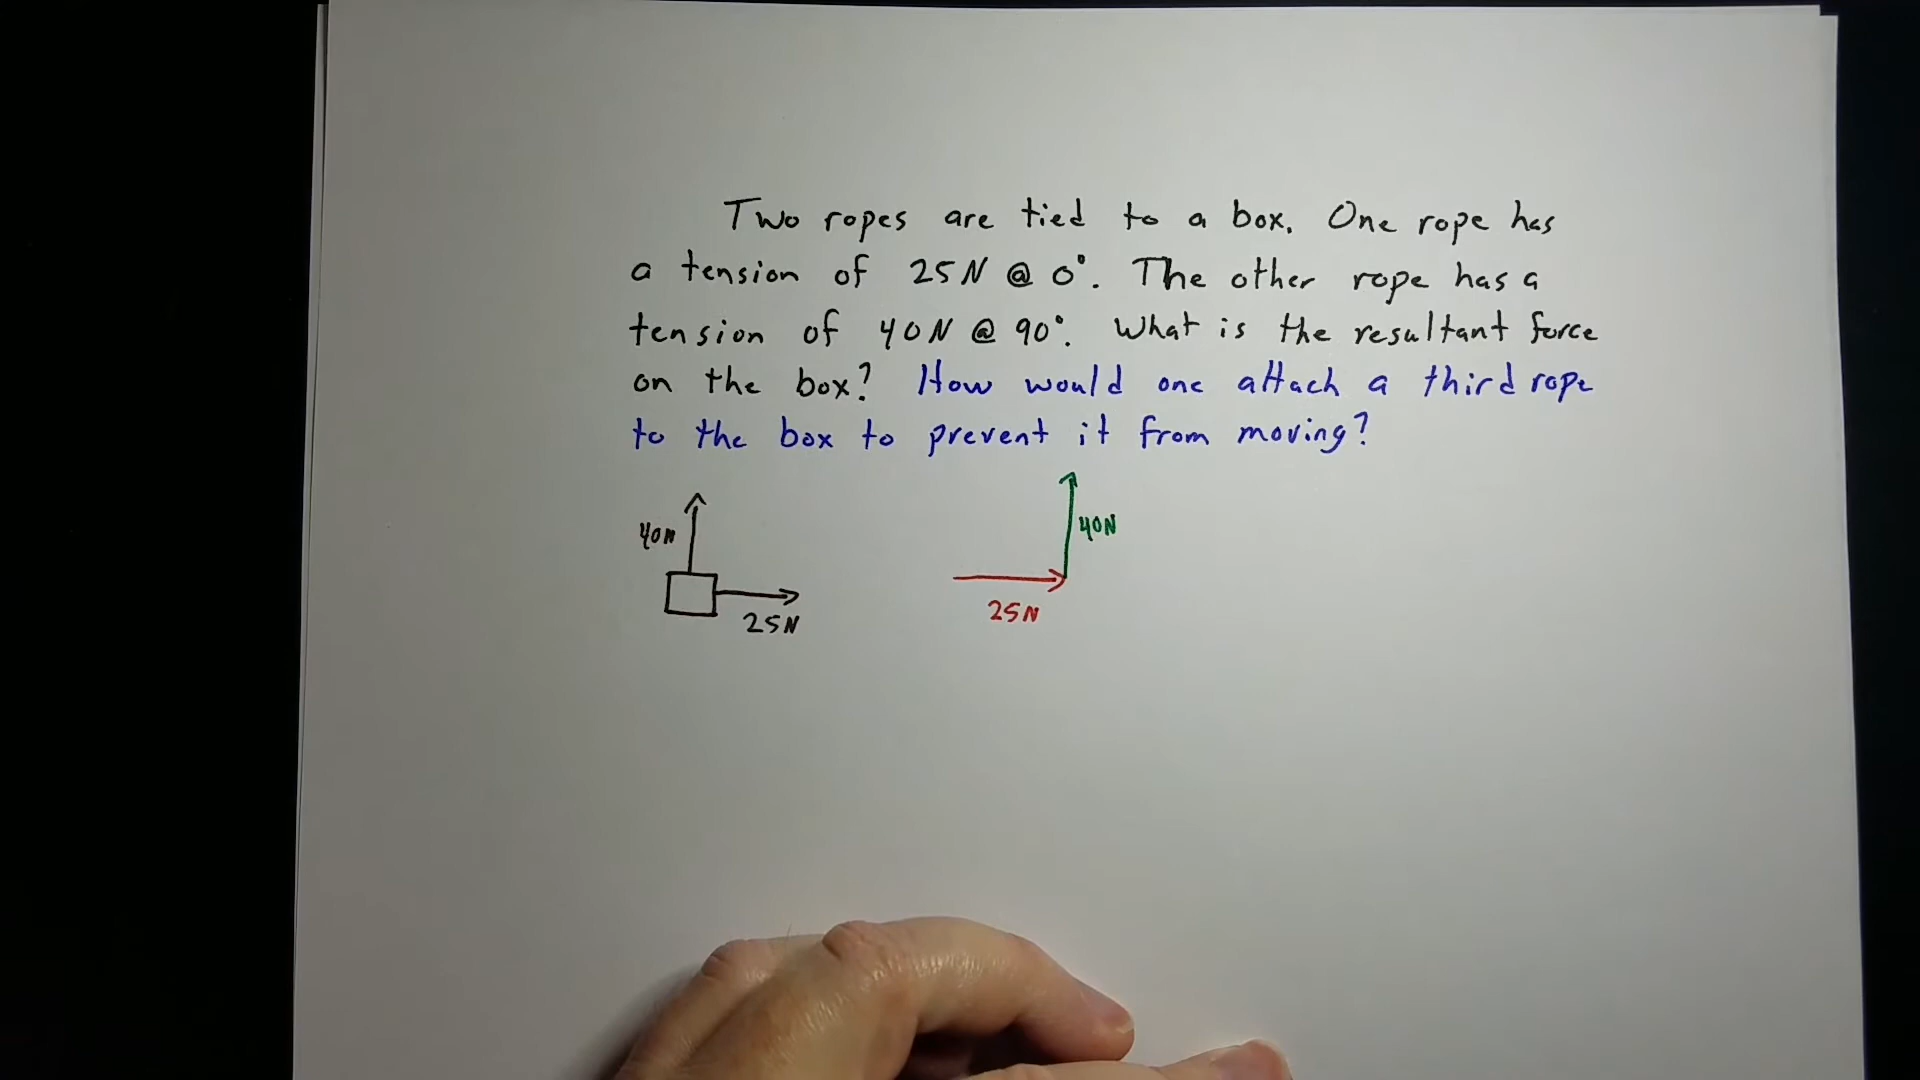 Two ropes are tied to a box. One rope has
a tension of 25N @ 0°. The other rope has a
tension of 40N @ 90°. What is the resultant force
on the box? How would one attach a third rope
to the box to prevent it from moving?
40N
25N
40N
25N